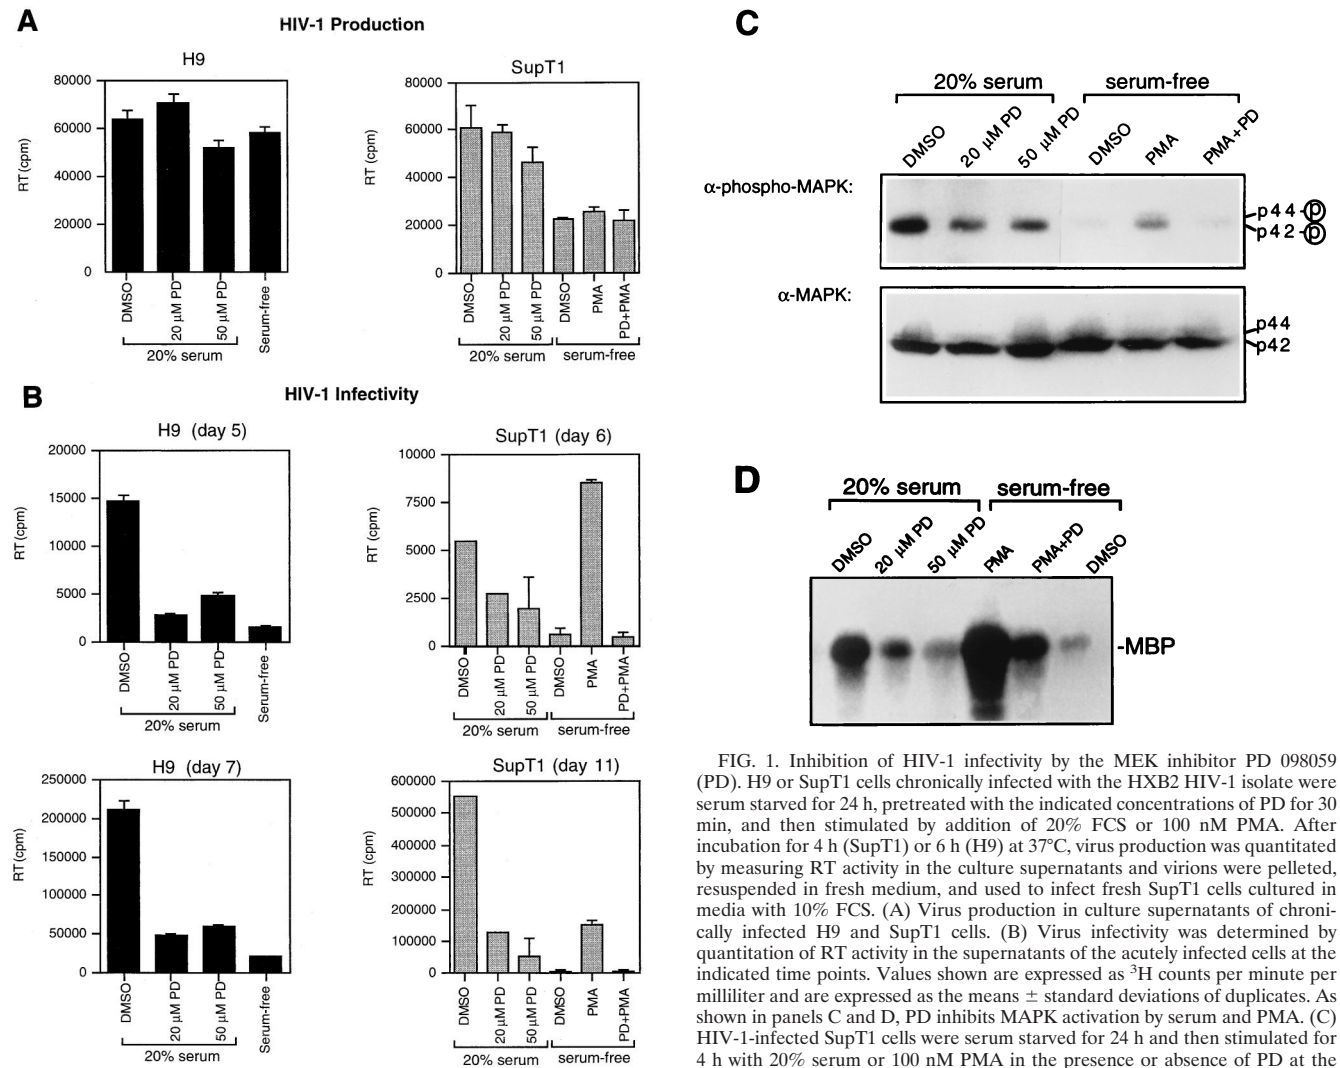 A
HIV-1 Production
H9
80000
60000
40000
20000
0
RT (cpm)
DMSO
20 µM PD
50 µM PD
Serum-free
20% serum
SupT1
80000
60000
40000
20000
0
RT (cpm)
DMSO
20 µM PD
50 µM PD
DMSO
PMA
PD+PMA
20% serum
serum-free
B
HIV-1 Infectivity
H9 (day 5)
20000
15000
10000
5000
0
RT (cpm)
DMSO
20 µM PD
50 µM PD
Serum-free
20% serum
SupT1 (day 6)
10000
7500
5000
2500
0
RT (cpm)
DMSO
20 µM PD
50 µM PD
DMSO
PMA
PD+PMA
20% serum
serum-free
H9 (day 7)
250000
200000
150000
100000
50000
0
RT (cpm)
DMSO
20 µM PD
50 µM PD
Serum-free
20% serum
SupT1 (day 11)
600000
500000
400000
300000
200000
100000
0
RT (cpm)
DMSO
20 µM PD
50 µM PD
DMSO
PMA
PD+PMA
20% serum
serum-free
C
20% serum
serum-free
DMSO
20 µM PD
50 µM PD
DMSO
PMA
PMA+PD
α-phospho-MAPK:
p44-Ⓟ
p42-Ⓟ
α-MAPK:
p44
p42
D
20% serum
serum-free
DMSO
20 µM PD
50 µM PD
PMA
PMA+PD
DMSO
-MBP
FIG. 1. Inhibition of HIV-1 infectivity by the MEK inhibitor PD 098059
(PD). H9 or SupT1 cells chronically infected with the HXB2 HIV-1 isolate were
serum starved for 24 h, pretreated with the indicated concentrations of PD for 30
min, and then stimulated by addition of 20% FCS or 100 nM PMA. After
incubation for 4 h (SupT1) or 6 h (H9) at 37°C, virus production was quantitated
by measuring RT activity in the culture supernatants and virions were pelleted,
resuspended in fresh medium, and used to infect fresh SupT1 cells cultured in
media with 10% FCS. (A) Virus production in culture supernatants of chroni-
cally infected H9 and SupT1 cells. (B) Virus infectivity was determined by
quantitation of RT activity in the supernatants of the acutely infected cells at the
indicated time points. Values shown are expressed as ³H counts per minute per
milliliter and are expressed as the means ± standard deviations of duplicates. As
shown in panels C and D, PD inhibits MAPK activation by serum and PMA. (C)
HIV-1-infected SupT1 cells were serum starved for 24 h and then stimulated for
4 h with 20% serum or 100 nM PMA in the presence or absence of PD at the